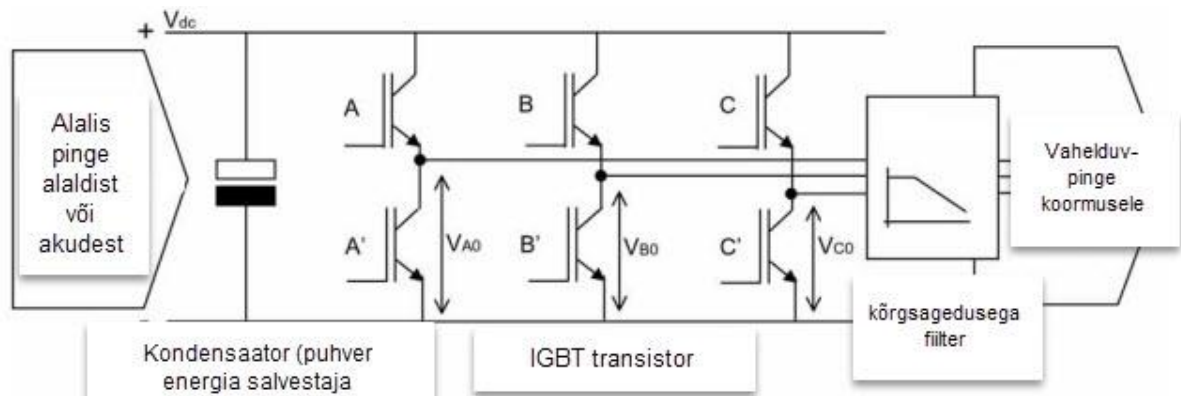 + Vdc
Alalis
pinge
alaldist
või
akudest
A
B
C
A'
B'
C'
VA0
VB0
VC0
Vahelduv-
pinge
koormusele
kõrgsagedusega
fiilter
-
Kondensaator (puhver
energia salvestaja
IGBT transistor